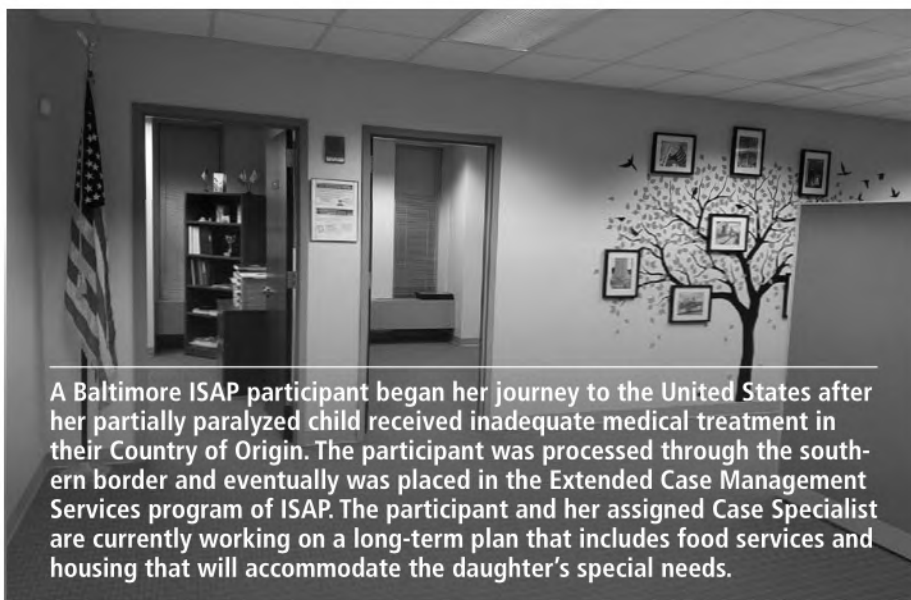 A Baltimore ISAP participant began her journey to the United States after
her partially paralyzed child received inadequate medical treatment in
their Country of Origin. The participant was processed through the south-
ern border and eventually was placed in the Extended Case Management
Services program of ISAP. The participant and her assigned Case Specialist
are currently working on a long-term plan that includes food services and
housing that will accommodate the daughter's special needs.